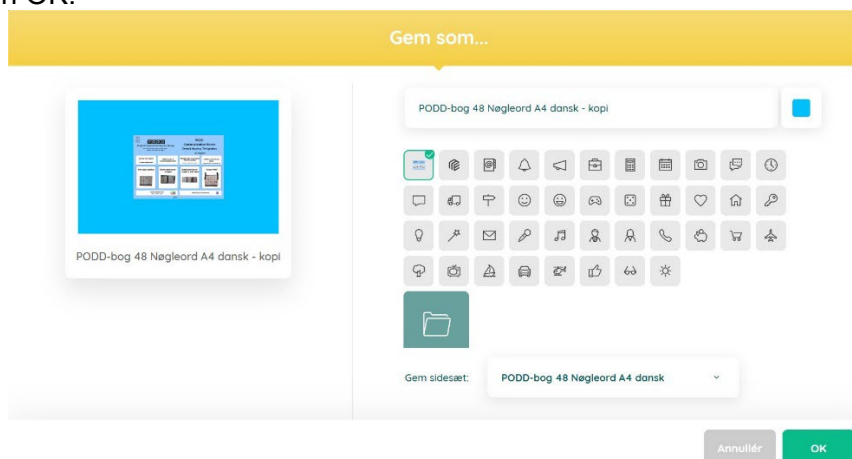 OK.
Gem som...
PODD-bog 48 Nøgleord A4 dansk - kopi
PODD-bog 48 Nøgleord A4 dansk - kopi
Gem sidesæt:
PODD-bog 48 Nøgleord A4 dansk
Annullér
OK